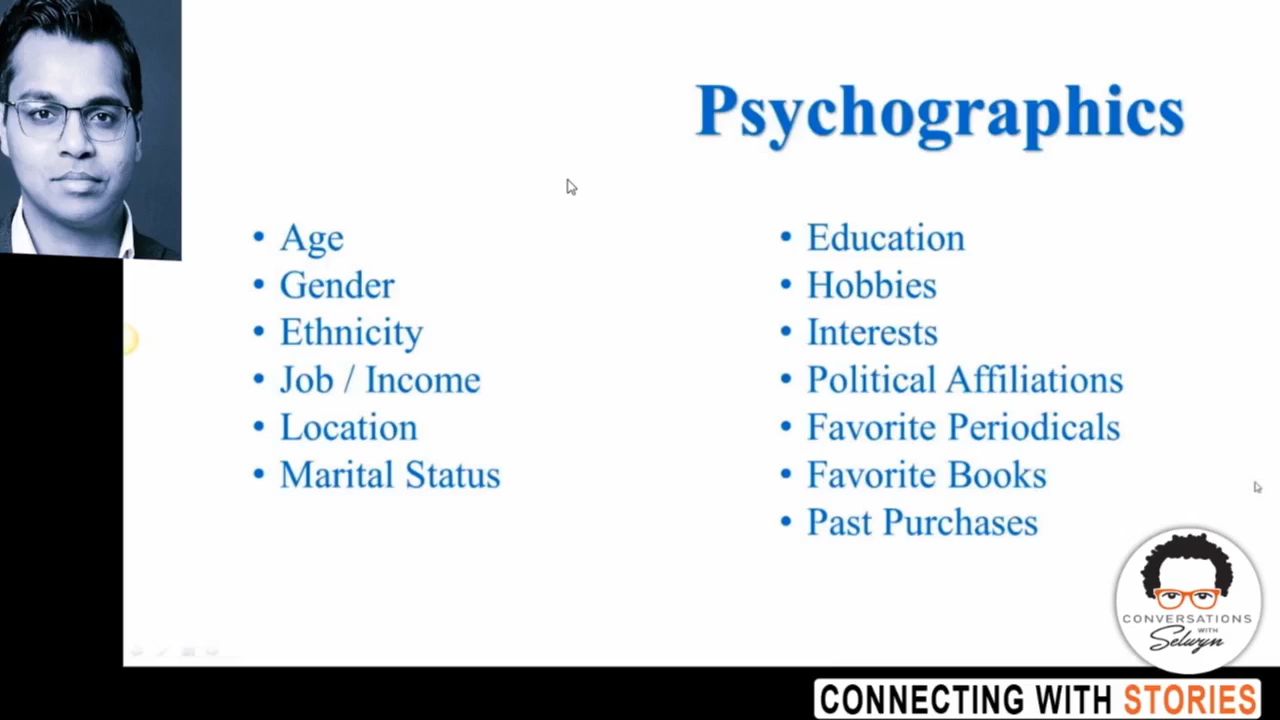 Psychographics
• Age
• Gender
• Ethnicity
• Job / Income
• Location
• Marital Status
• Education
• Hobbies
• Interests
• Political Affiliations
• Favorite Periodicals
• Favorite Books
• Past Purchases
CONVERSATIONS
WITH
Selwyn
CONNECTING WITH STORIES